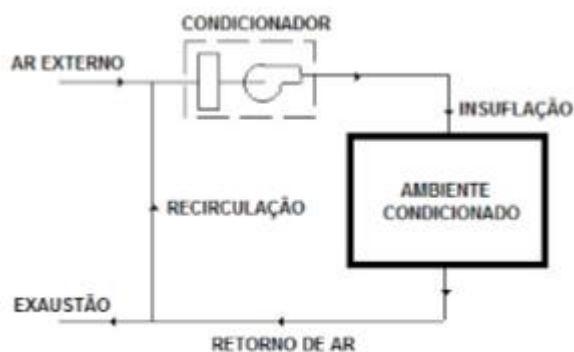 CONDICIONADOR
AR EXTERNO
INSUFLAÇÃO
AMBIENTE
CONDICIONADO
RECIRCULAÇÃO
EXAUSTÃO
RETORNO DE AR